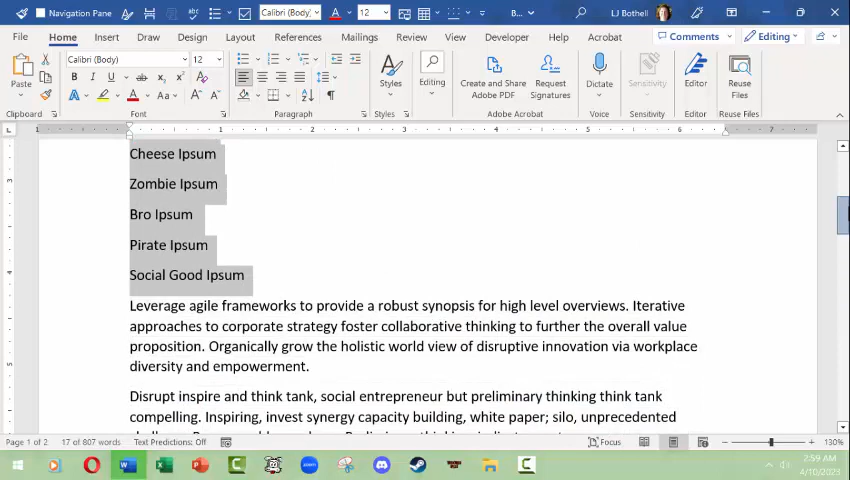 Navigation Pane
Calibri (Body)
12
B...
LJ Bothell
File
Home
Insert
Draw
Design
Layout
References
Mailings
Review
View
Developer
Help
Acrobat
Comments
Editing
Paste
Calibri (Body)
12
Editing
Styles
Create and Share
Adobe PDF
Request
Signatures
Dictate
Sensitivity
Editor
Reuse
Files
Clipboard
Font
Paragraph
Styles
Adobe Acrobat
Voice
Sensitivity
Editor
Reuse Files
Cheese Ipsum
Zombie Ipsum
Bro Ipsum
Pirate Ipsum
Social Good Ipsum
Leverage agile frameworks to provide a robust synopsis for high level overviews. Iterative
approaches to corporate strategy foster collaborative thinking to further the overall value
proposition. Organically grow the holistic world view of disruptive innovation via workplace
diversity and empowerment.
Disrupt inspire and think tank, social entrepreneur but preliminary thinking think tank
compelling. Inspiring, invest synergy capacity building, white paper; silo, unprecedented
Page 1 of 2
17 of 807 words
Text Predictions: Off
Focus
130%
2:59 AM
4/10/2023